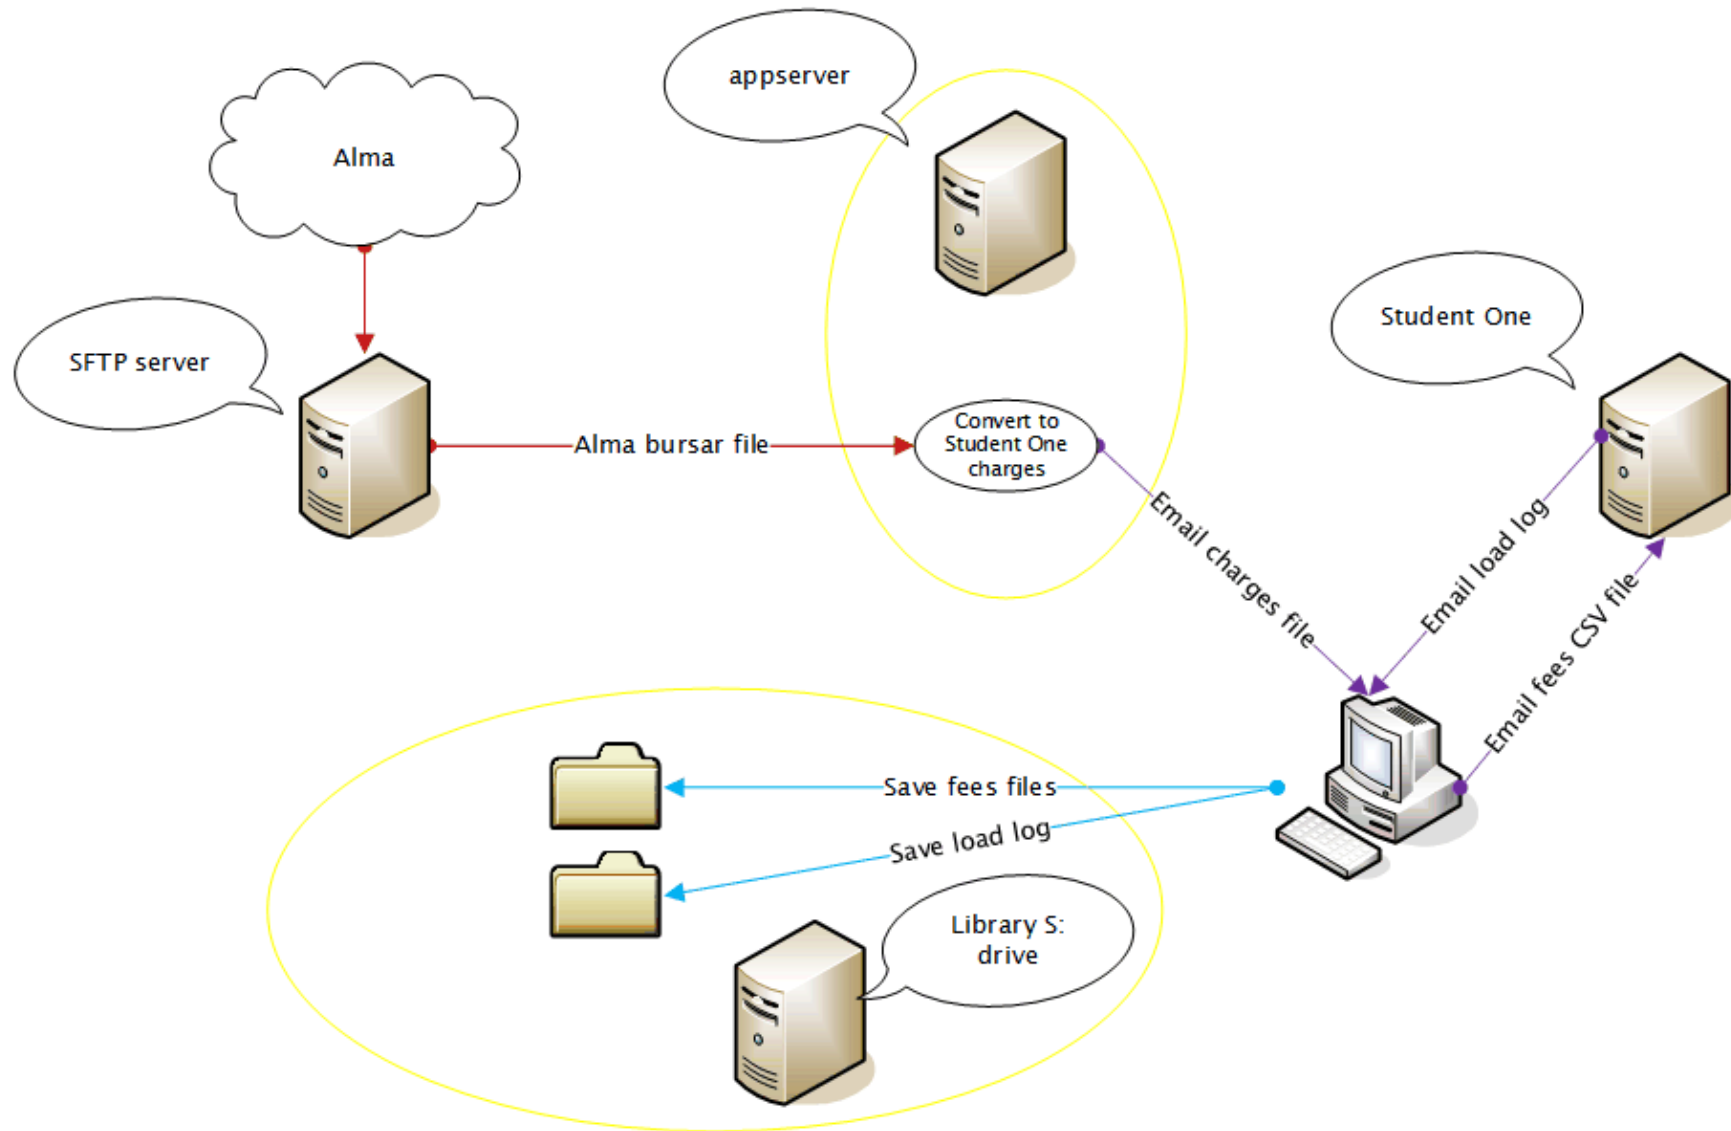 appserver
Alma
Student One
SFTP server
Convert to
Student One
charges
Alma bursar file
Email charges file
Email load log
Email fees CSV file
Save fees files
Save load log
Library S:
drive